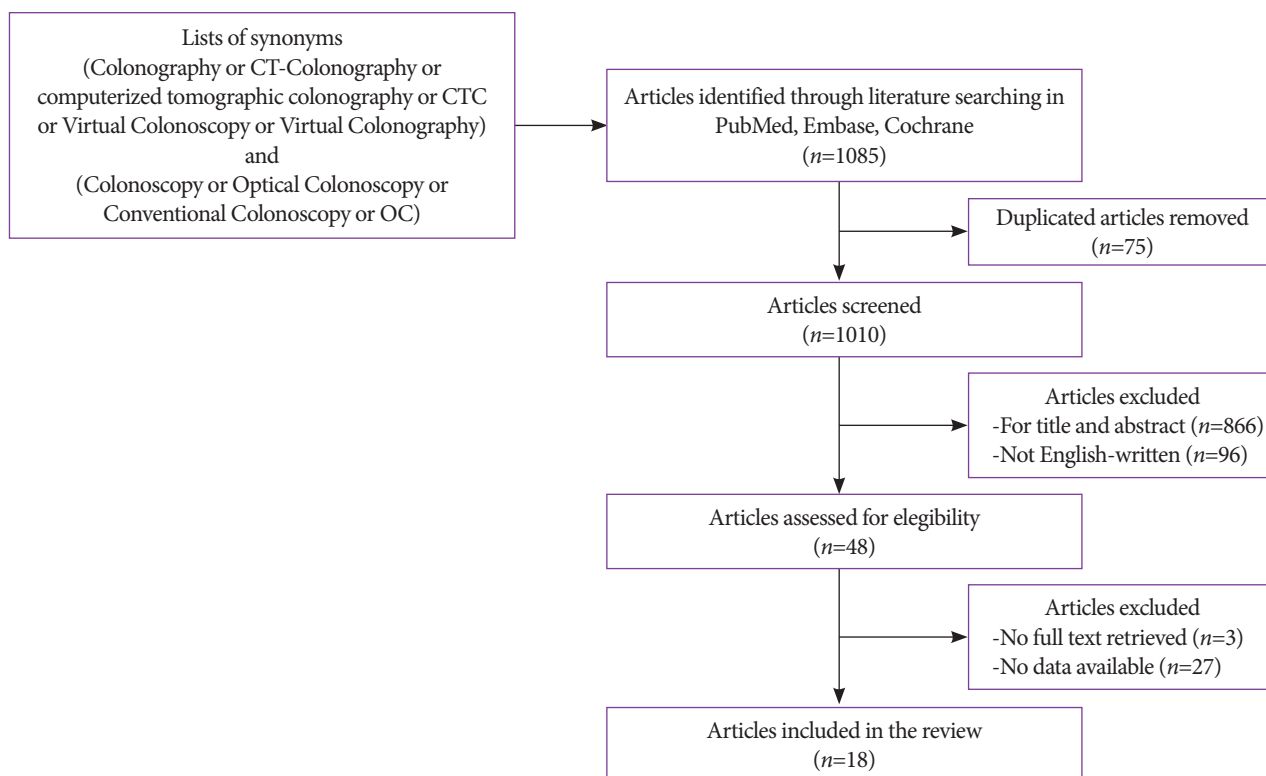 Lists of synonyms
(Colonography or CT-Colonography or
computerized tomographic colonography or CTC
or Virtual Colonoscopy or Virtual Colonography)
and
(Colonoscopy or Optical Colonoscopy or
Conventional Colonoscopy or OC)
Articles identified through literature searching in
PubMed, Embase, Cochrane
(n=1085)
Duplicated articles removed
(n=75)
Articles screened
(n=1010)
Articles excluded
-For title and abstract (n=866)
-Not English-written (n=96)
Articles assessed for elegibility
(n=48)
Articles excluded
-No full text retrieved (n=3)
-No data available (n=27)
Articles included in the review
(n=18)